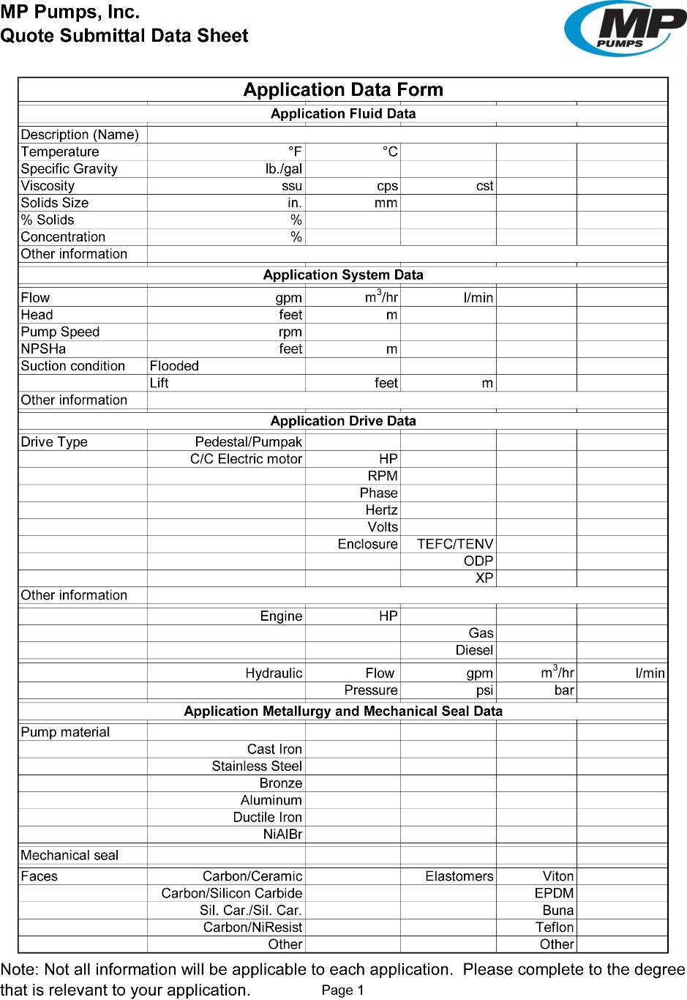 MP Pumps, Inc.
Quote Submittal Data Sheet
MP
PUMPS
Application Data Form
Application Fluid Data
Description (Name)
Temperature °F °C
Specific Gravity lb./gal
Viscosity ssu cps cst
Solids Size in. mm
% Solids %
Concentration %
Other information
Application System Data
Flow gpm m³/hr l/min
Head feet m
Pump Speed rpm
NPSHa feet m
Suction condition Flooded
Lift feet m
Other information
Application Drive Data
Drive Type Pedestal/Pumpak
C/C Electric motor HP
RPM
Phase
Hertz
Volts
Enclosure TEFC/TENV
ODP
XP
Other information
Engine HP
Gas
Diesel
Hydraulic Flow gpm m³/hr l/min
Pressure psi bar
Application Metallurgy and Mechanical Seal Data
Pump material
Cast Iron
Stainless Steel
Bronze
Aluminum
Ductile Iron
NiAlBr
Mechanical seal
Faces Carbon/Ceramic Elastomers Viton
Carbon/Silicon Carbide EPDM
Sil. Car./Sil. Car. Buna
Carbon/NiResist Teflon
Other Other
Note: Not all information will be applicable to each application.  Please complete to the degree
that is relevant to your application. Page 1